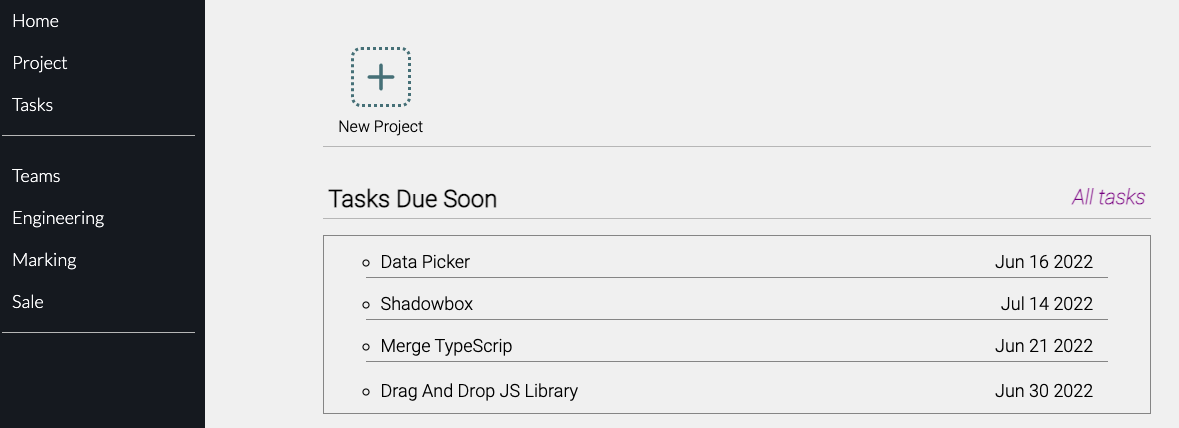 Home
Project
Tasks
Teams
Engineering
Marking
Sale
New Project
Tasks Due Soon All tasks
Data Picker Jun 16 2022
Shadowbox Jul 14 2022
Merge TypeScrip Jun 21 2022
Drag And Drop JS Library Jun 30 2022